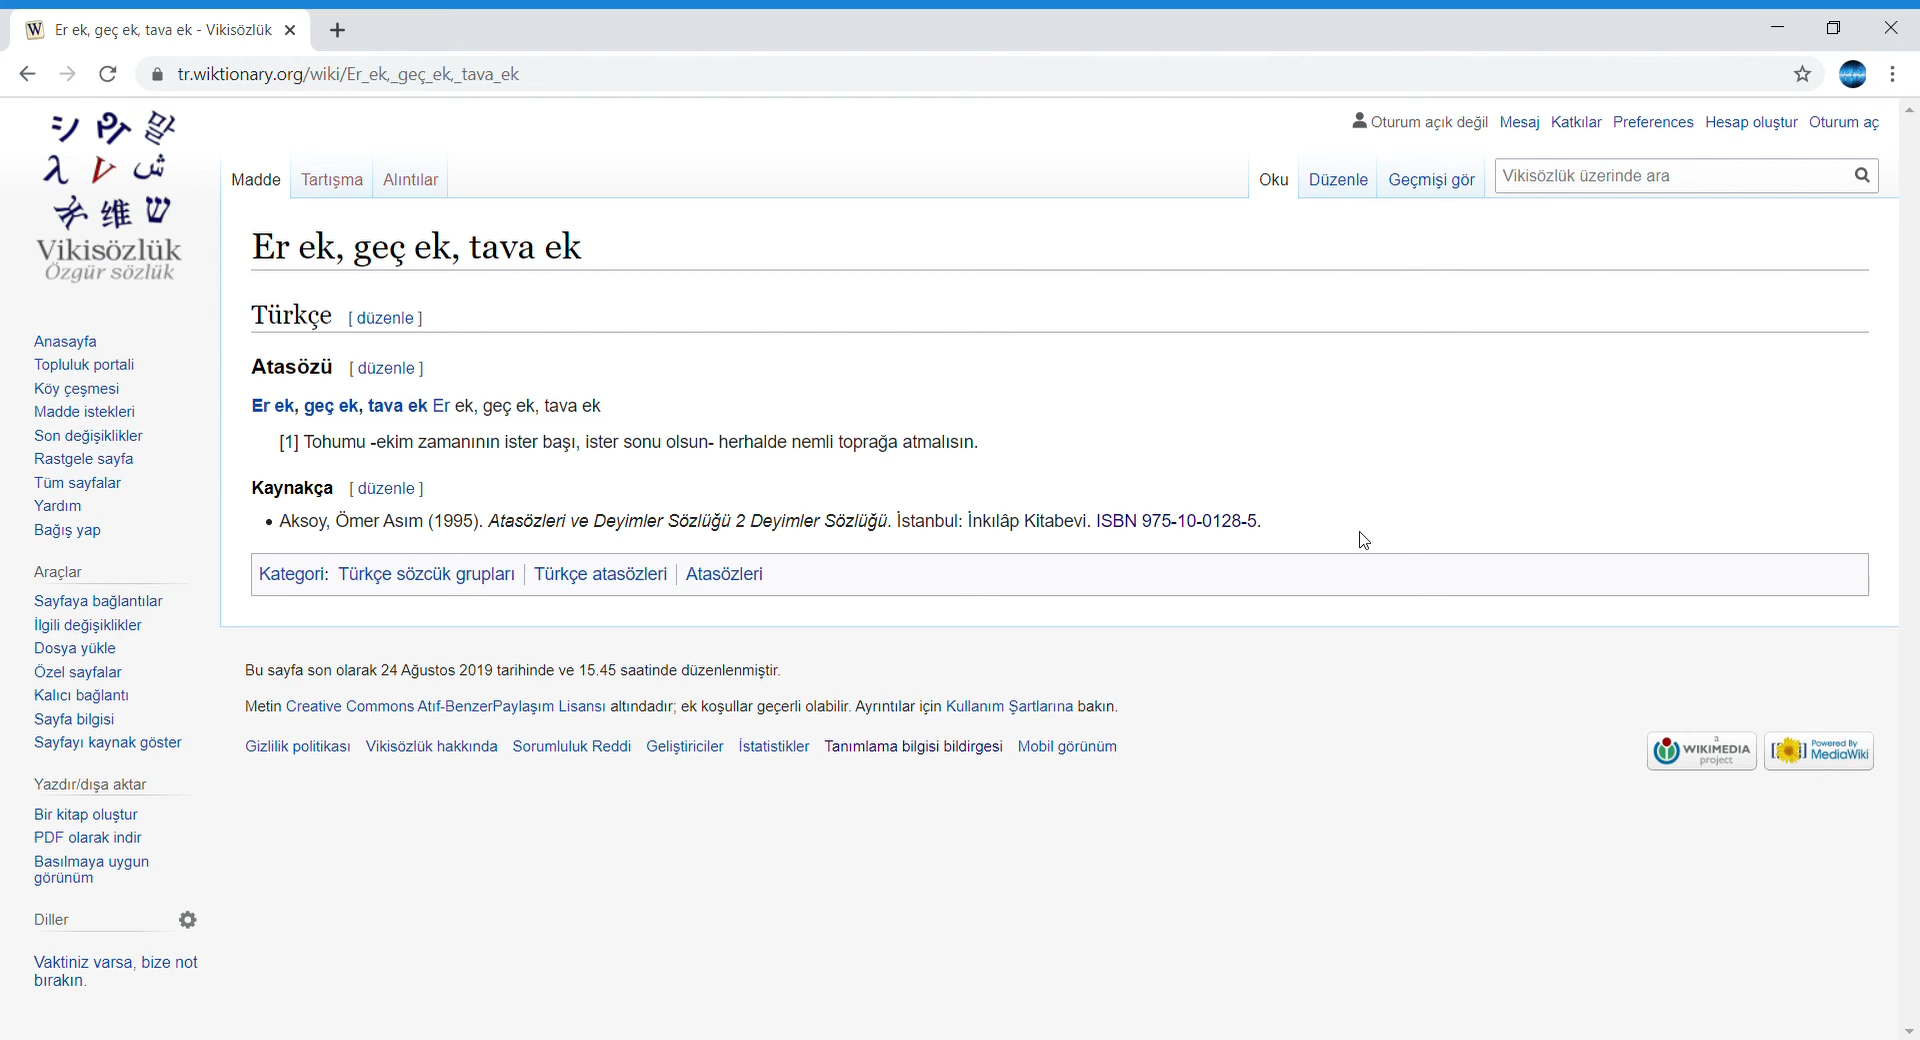 Er ek, geç ek, tava ek - Vikisözlük
tr.wiktionary.org/wiki/Er_ek,_geç_ek,_tava_ek
Oturum açık değil Mesaj Katkılar Preferences Hesap oluştur Oturum aç
Madde Tartışma Alıntılar Oku Düzenle Geçmişi gör Vikisözlük üzerinde ara
シ 말
λ ش
维 ש
Vikisözlük
Özgür sözlük
Er ek, geç ek, tava ek
Türkçe [ düzenle ]
Atasözü [ düzenle ]
Er ek, geç ek, tava ek Er ek, geç ek, tava ek
[1] Tohumu -ekim zamanının ister başı, ister sonu olsun- herhalde nemli toprağa atmalısın.
Kaynakça [ düzenle ]
Aksoy, Ömer Asım (1995). Atasözleri ve Deyimler Sözlüğü 2 Deyimler Sözlüğü. İstanbul: İnkılâp Kitabevi. ISBN 975-10-0128-5.
Kategori: Türkçe sözcük grupları Türkçe atasözleri Atasözleri
Anasayfa
Topluluk portali
Köy çeşmesi
Madde istekleri
Son değişiklikler
Rastgele sayfa
Tüm sayfalar
Yardım
Bağış yap
Araçlar
Sayfaya bağlantılar
İlgili değişiklikler
Dosya yükle
Özel sayfalar
Kalıcı bağlantı
Sayfa bilgisi
Sayfayı kaynak göster
Yazdır/dışa aktar
Bir kitap oluştur
PDF olarak indir
Basılmaya uygun
görünüm
Diller
Vaktiniz varsa, bize not
bırakın.
Bu sayfa son olarak 24 Ağustos 2019 tarihinde ve 15.45 saatinde düzenlenmiştir.
Metin Creative Commons Atıf-BenzerPaylaşım Lisansı altındadır; ek koşullar geçerli olabilir. Ayrıntılar için Kullanım Şartlarına bakın.
Gizlilik politikası Vikisözlük hakkında Sorumluluk Reddi Geliştiriciler İstatistikler Tanımlama bilgisi bildirgesi Mobil görünüm
a
WIKIMEDIA
project
Powered By
MediaWiki